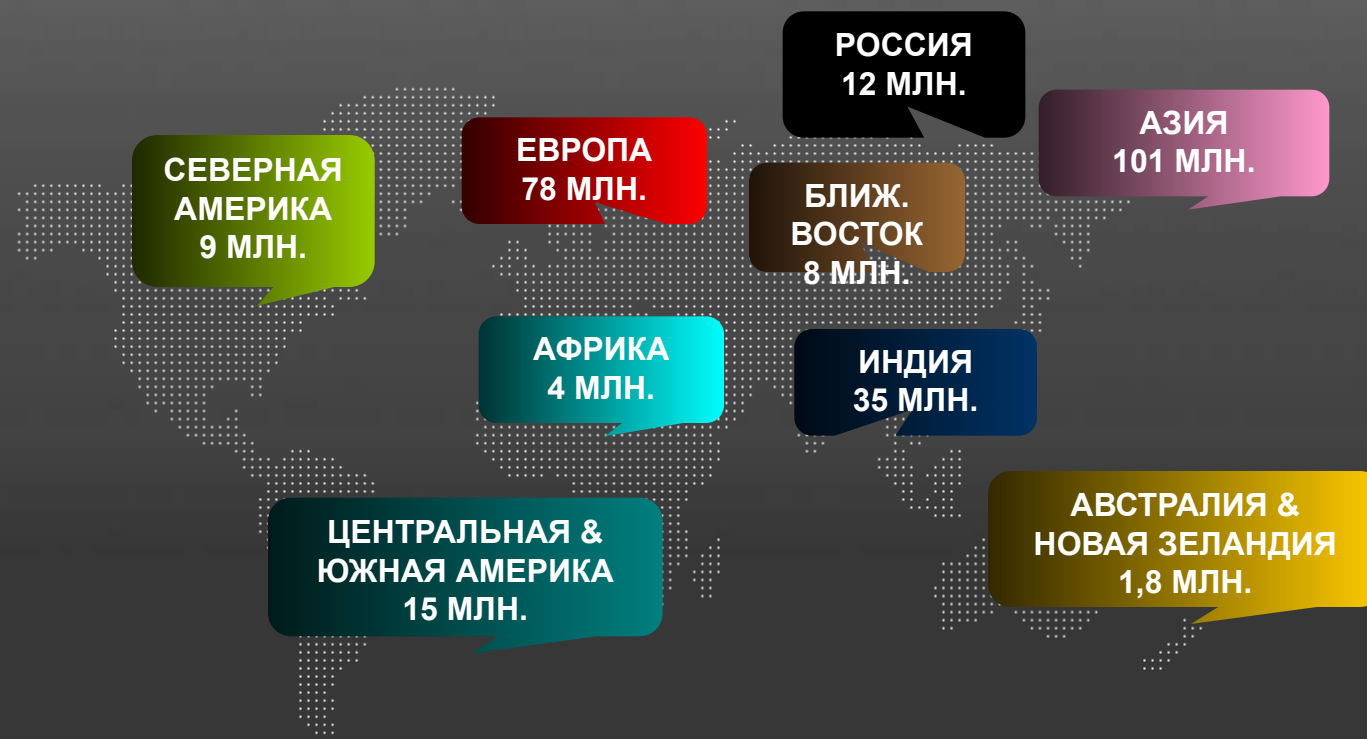 РОССИЯ
12 МЛН.
АЗИЯ
101 МЛН.
ЕВРОПА
78 МЛН.
СЕВЕРНАЯ
АМЕРИКА
9 МЛН.
БЛИЖ.
ВОСТОК
8 МЛН.
АФРИКА
4 МЛН.
ИНДИЯ
35 МЛН.
ЦЕНТРАЛЬНАЯ &
ЮЖНАЯ АМЕРИКА
15 МЛН.
АВСТРАЛИЯ &
НОВАЯ ЗЕЛАНДИЯ
1,8 МЛН.